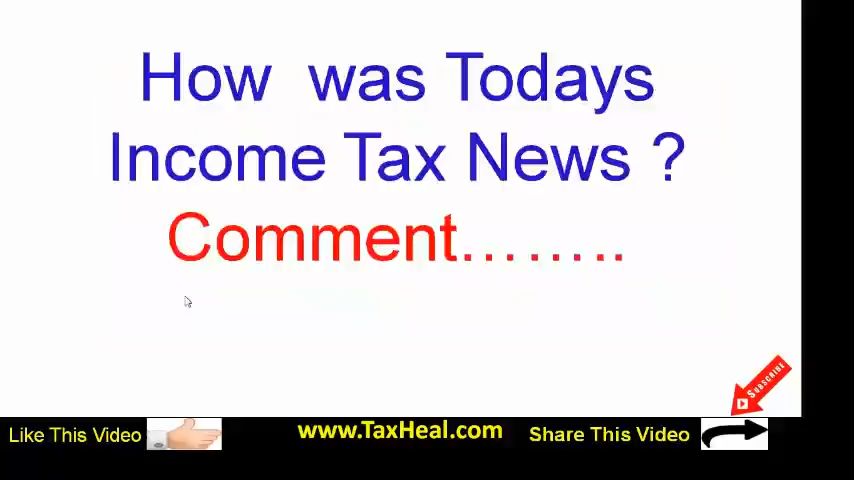 How was Todays
Income Tax News ?
Comment........
SUBSCRIBE
Like This Video
www.TaxHeal.com
Share This Video